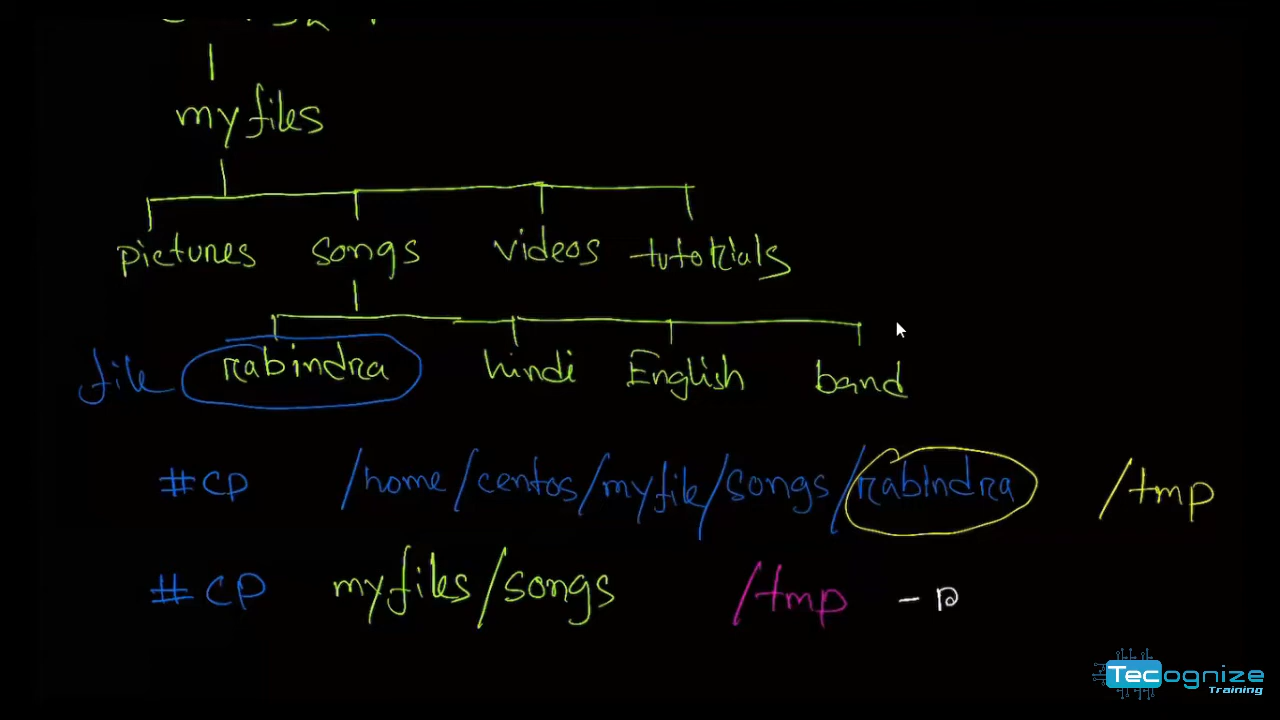 myfiles
pictures songs videos tutorials
file rabindra hindi English band
#cp /home/centos/myfile/songs/rabindra /tmp
#cp myfiles/songs /tmp
Tecognize
Training